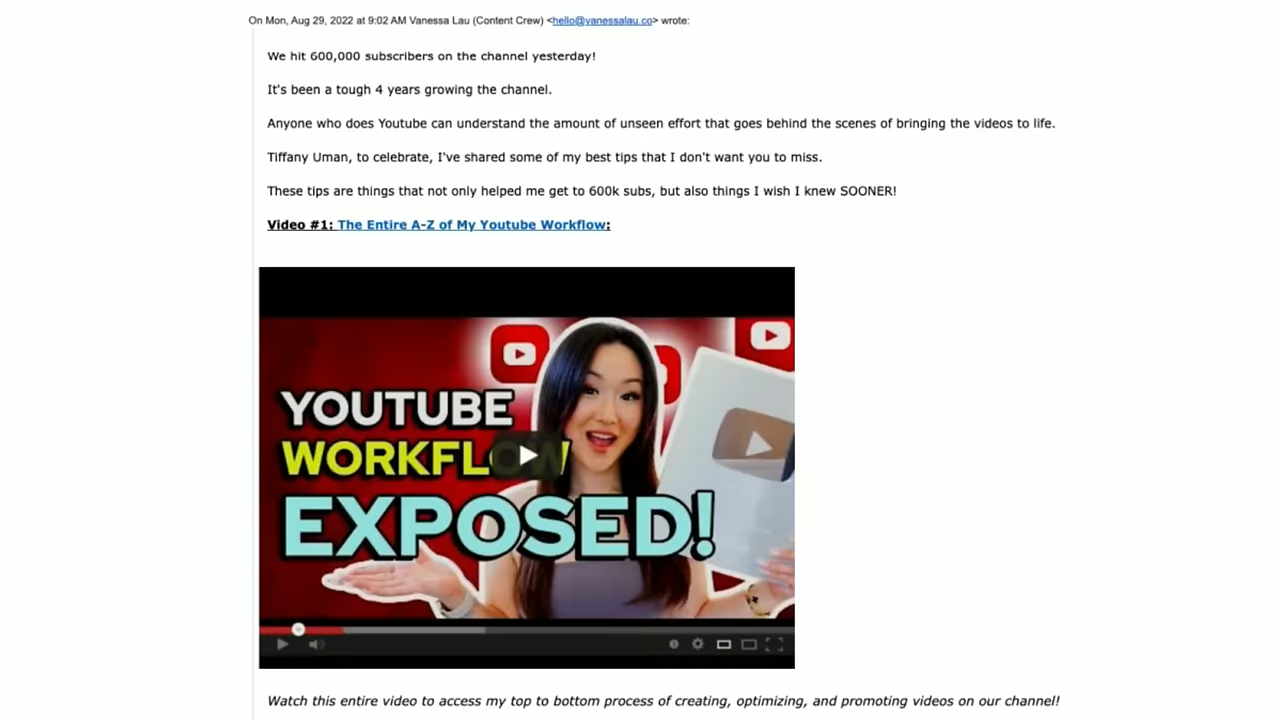 On Mon, Aug 29, 2022 at 9:02 AM Vanessa Lau (Content Crew) <hello@vanessalau.co> wrote:
We hit 600,000 subscribers on the channel yesterday!
It's been a tough 4 years growing the channel.
Anyone who does Youtube can understand the amount of unseen effort that goes behind the scenes of bringing the videos to life.
Tiffany Uman, to celebrate, I've shared some of my best tips that I don't want you to miss.
These tips are things that not only helped me get to 600k subs, but also things I wish I knew SOONER!
Video #1: The Entire A-Z of My Youtube Workflow:
YOUTUBE
WORKFLOW
EXPOSED!
Watch this entire video to access my top to bottom process of creating, optimizing, and promoting videos on our channel!